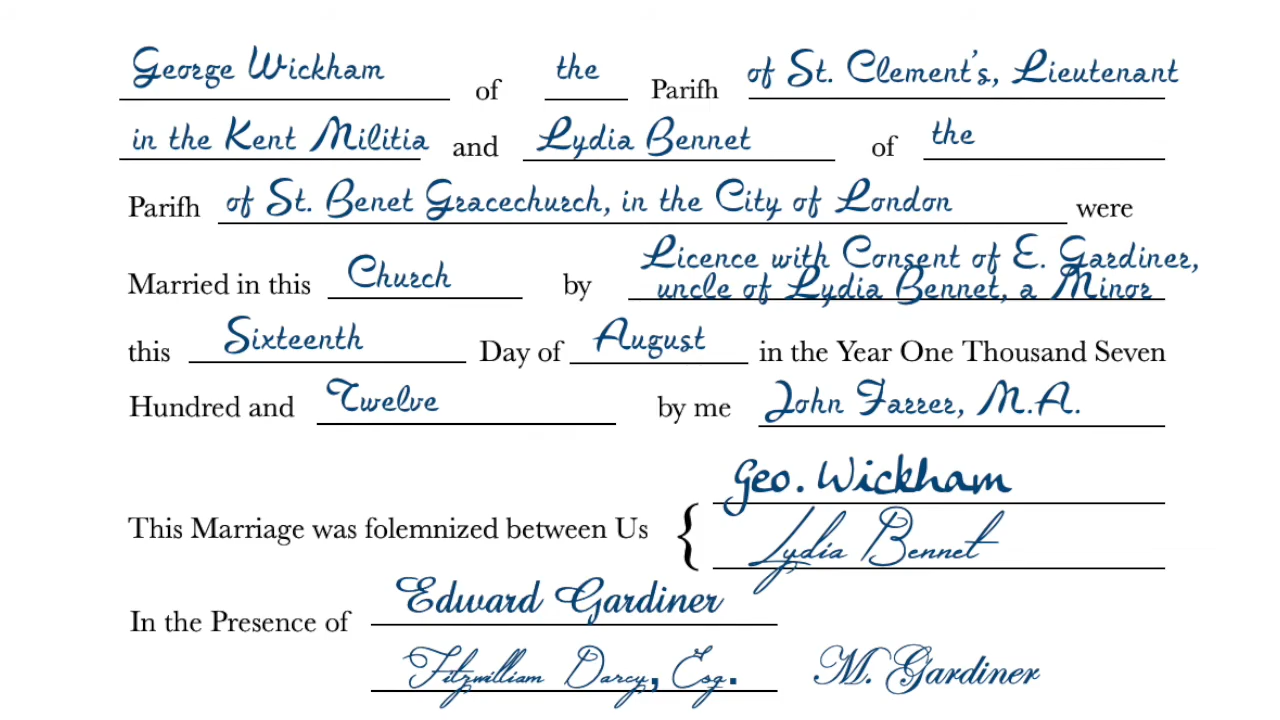 George Wickham of the Parifh of St. Clement's, Lieutenant
in the Kent Militia and Lydia Bennet of the
Parifh of St. Benet Gracechurch, in the City of London were
Married in this Church by Licence with Consent of E. Gardiner,
uncle of Lydia Bennet, a Minor
this Sixteenth Day of August in the Year One Thousand Seven
Hundred and Twelve by me John Farrer, M.A.
Geo. Wickham
This Marriage was folemnized between Us { Lydia Bennet
In the Presence of Edward Gardiner
Fitzwilliam Darcy, Esq. M. Gardiner